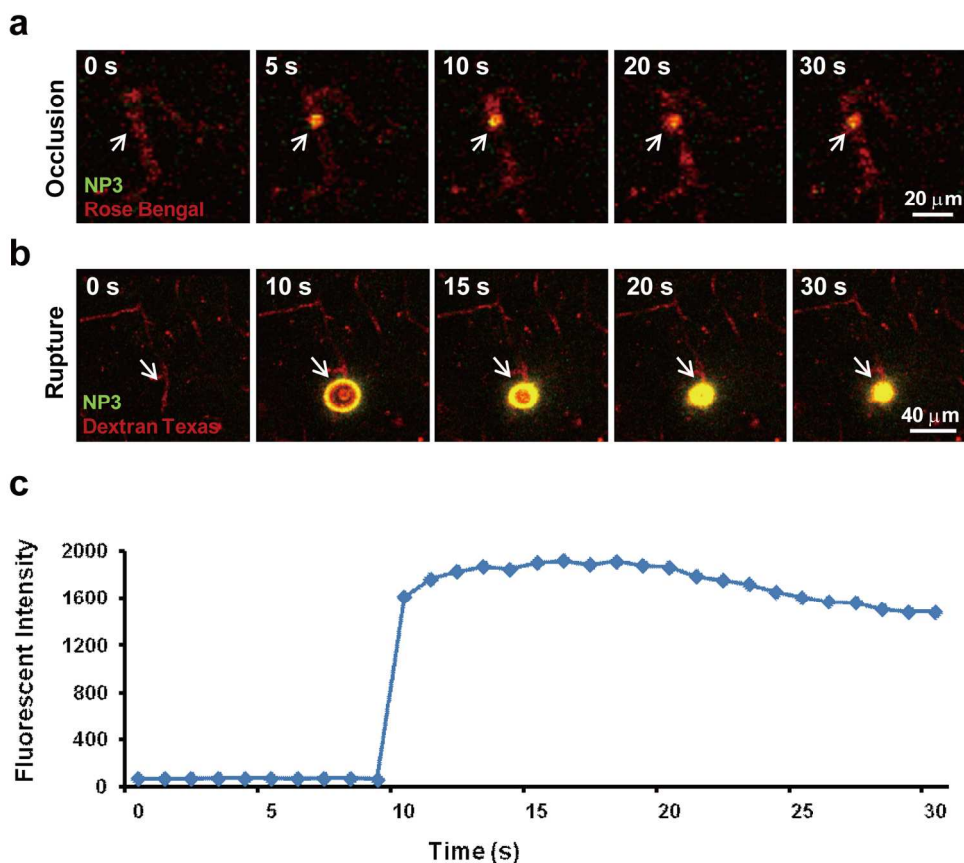 a
Occlusion
0 s
5 s
10 s
20 s
30 s
NP3
Rose Bengal
20 μm
b
Rupture
0 s
10 s
15 s
20 s
30 s
NP3
Dextran Texas
40 μm
c
Fluorescent Intensity
2000
1600
1200
800
400
0
0 5 10 15 20 25 30
Time (s)